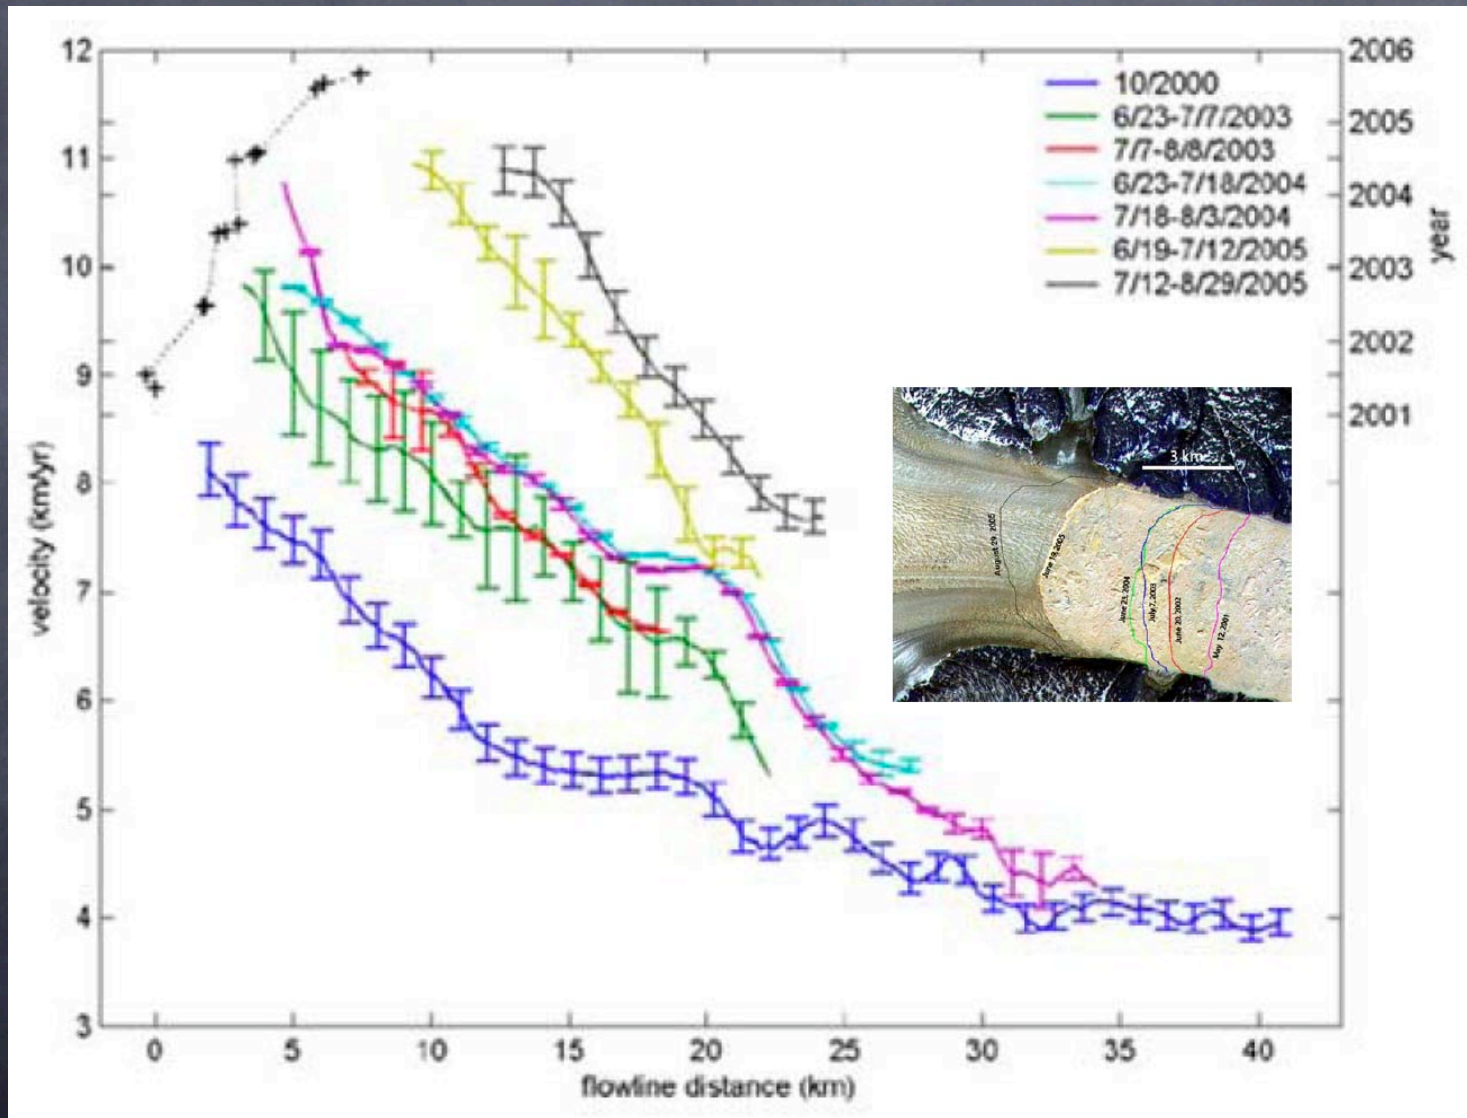 12
11
10
9
8
7
6
5
4
3
velocity (km/yr)
0 5 10 15 20 25 30 35 40
flowline distance (km)
2006
2005
2004
2003
2002
2001
year
10/2000
6/23-7/7/2003
7/7-8/8/2003
6/23-7/18/2004
7/18-8/3/2004
6/19-7/12/2005
7/12-8/29/2005
3 km
August 29, 2005
June 19, 2005
June 23, 2004
July 7, 2003
June 20, 2002
May 12, 2001